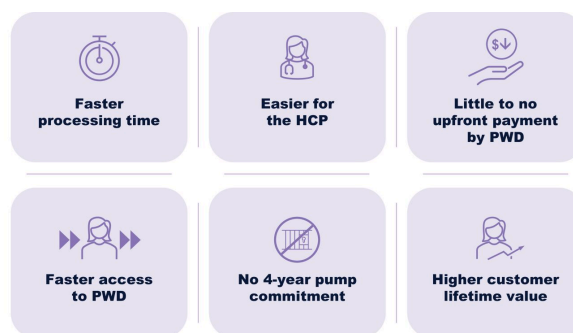 Faster
processing time
Easier for
the HCP
$
Little to no
upfront payment
by PWD
Faster access
to PWD
No 4-year pump
commitment
Higher customer
lifetime value